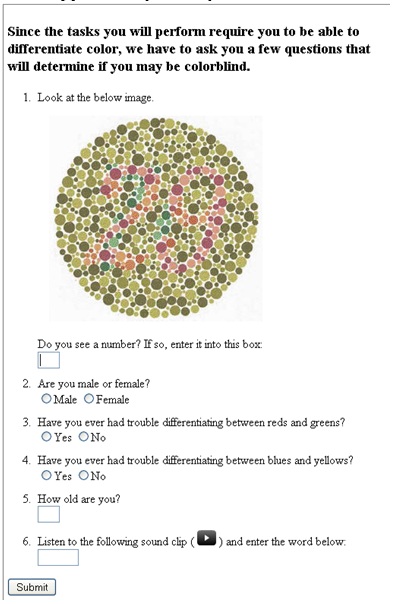 Since the tasks you will perform require you to be able to
differentiate color, we have to ask you a few questions that
will determine if you may be colorblind.
1. Look at the below image.
29
Do you see a number? If so, enter it into this box:
2. Are you male or female?
Male Female
3. Have you ever had trouble differentiating between reds and greens?
Yes No
4. Have you ever had trouble differentiating between blues and yellows?
Yes No
5. How old are you?
6. Listen to the following sound clip ( ) and enter the word below:
Submit